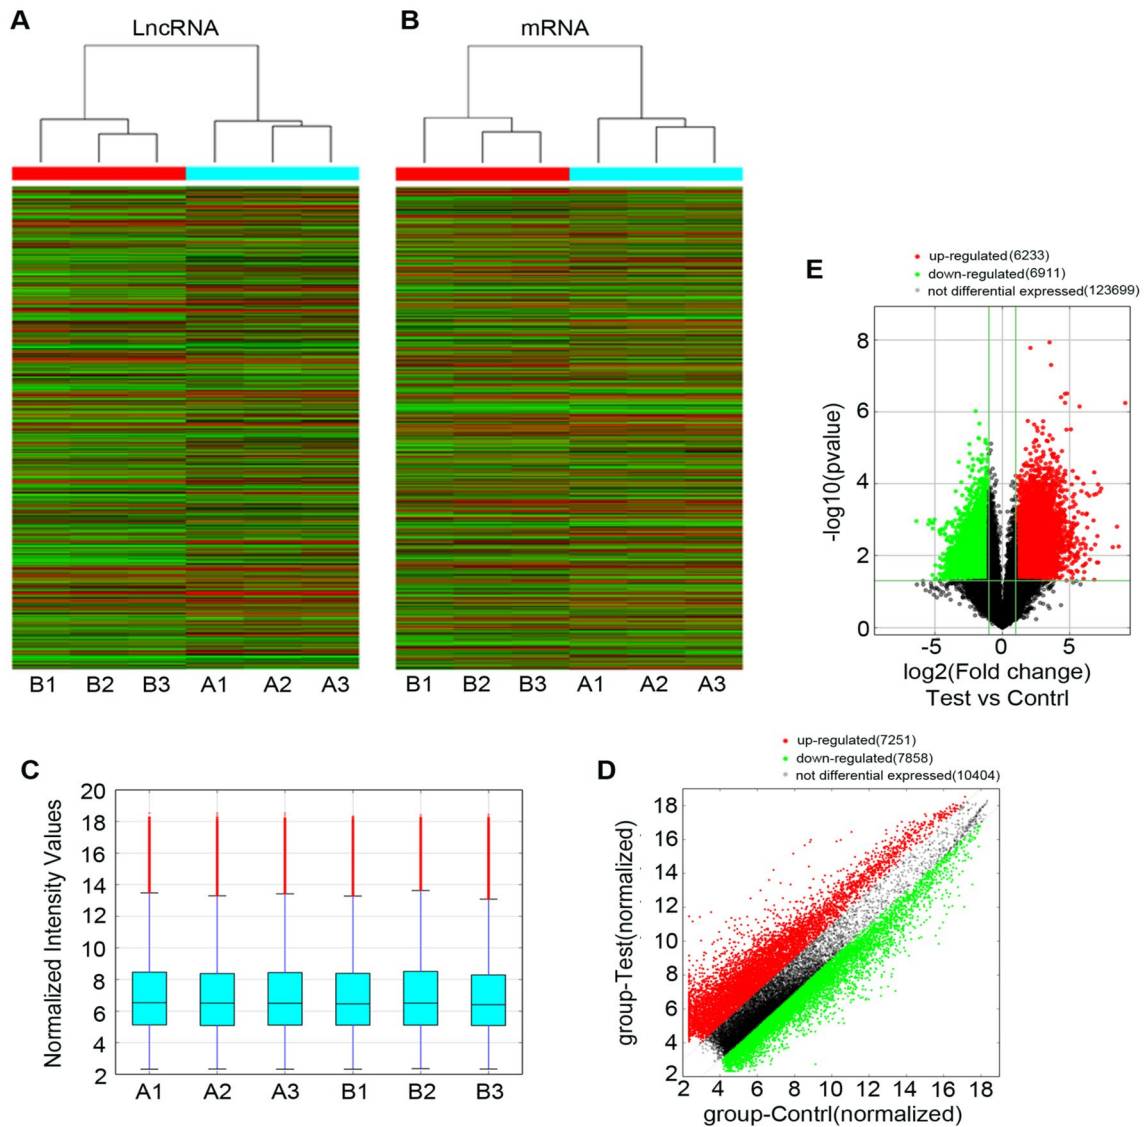 A
LncRNA
B
mRNA
B1 B2 B3 A1 A2 A3
B1 B2 B3 A1 A2 A3
E
up-regulated(6233)
down-regulated(6911)
not differential expressed(123699)
-log10(pvalue)
8
6
4
2
0
-5 0 5
log2(Fold change)
Test vs Contrl
C
Normalized Intensity Values
20
18
16
14
12
10
8
6
4
2
A1 A2 A3 B1 B2 B3
D
up-regulated(7251)
down-regulated(7858)
not differential expressed(10404)
group-Test(normalized)
18
16
14
12
10
8
6
4
2
2 4 6 8 10 12 14 16 18
group-Contrl(normalized)